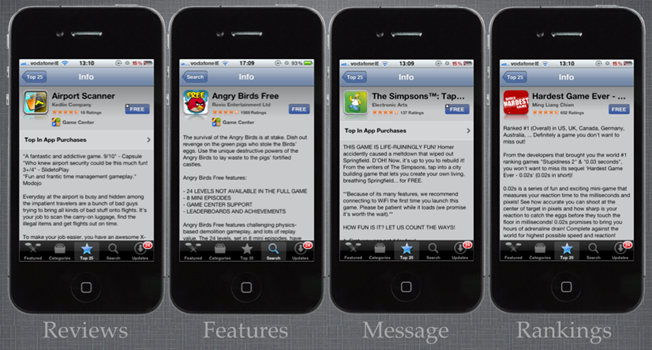 vodafone IE 13:10 93%
Top 25 Info
Airport Scanner
Kedlin Company
16 Ratings
FREE
Game Center
Top In App Purchases
"A fantastic and addictive game. 9/10" - Capsule
"Who knew airport security could be this much fun!
3+/4" - SlidetoPlay
"Fun and frantic time management gameplay."
Modojo
Everyday at the airport is busy and hidden among
the impatient travelers are a bunch of bad guys
trying to bring all kinds of bad stuff onto flights. It's
your job to scan the carry-on luggage, find the
illegal items and get flights out on time.
To make your job easier, you have an awesome X-
Featured Categories Top 25 Search Updates
Reviews
vodafone IE 17:09 83%
Search Info
Angry Birds Free
Rovio Entertainment Ltd
1069 Ratings
FREE
Game Center
The survival of the Angry Birds is at stake. Dish out
revenge on the green pigs who stole the Birds'
eggs. Use the unique destructive powers of the
Angry Birds to lay waste to the pigs' fortified
castles.
Angry Birds Free features:
- 24 LEVELS NOT AVAILABLE IN THE FULL GAME
- 8 MINI EPISODES
- GAME CENTER SUPPORT
- LEADERBOARDS AND ACHIEVEMENTS
Angry Birds Free features challenging physics-
based demolition gameplay, and lots of replay
value. The 24 levels, set in 8 mini episodes, have
Featured Categories Top 25 Search Updates
Features
vodafone IE 13:09 93%
Top 25 Info
The Simpsons™: Tap...
Electronic Arts
137 Ratings
FREE
Top In App Purchases
THIS GAME IS LIFE-RUININGLY FUN! Homer
accidently caused a meltdown that wiped out
Springfield. D'OH! Now, it's up to you to rebuild it!
From the writers of The Simpsons, tap into a city
building game that lets you create your own living,
breathing Springfield... for FREE.
**Because of its many features, we recommend
connecting to WiFi the first time you launch this
game. Please be patient while it loads (we promise
it's worth the wait).**
HOW FUN IS IT? LET US COUNT THE WAYS!
Featured Categories Top 25 Search Updates
Message
vodafone IE 13:10 93%
Top 25 Info
Hardest Game Ever - ...
Ming Liang Chien
602 Ratings
FREE
Ranked #1 (Overall) in US, UK, Canada, Germany,
Australia, ... Definitely a game you don't want to
miss out!
From the developers that brought you the world #1
ranking games "Stupidness 2" & "0.03 seconds",
you won't want to miss its sequel 'Hardest Game
Ever - 0.02s' (0.02s in short)!
0.02s is a series of fun and exciting mini-game that
measures your reaction time to the milliseconds and
pixels! See how accurate you can shoot at the
center of target in pixels and how sharp is your
reaction to catch the eggs before they touch the
floor in milliseconds! 0.02s promises to bring you
hours of adrenaline drain! Complete against the
world for highest possible speed and reaction!
Featured Categories Top 25 Search Updates
Rankings